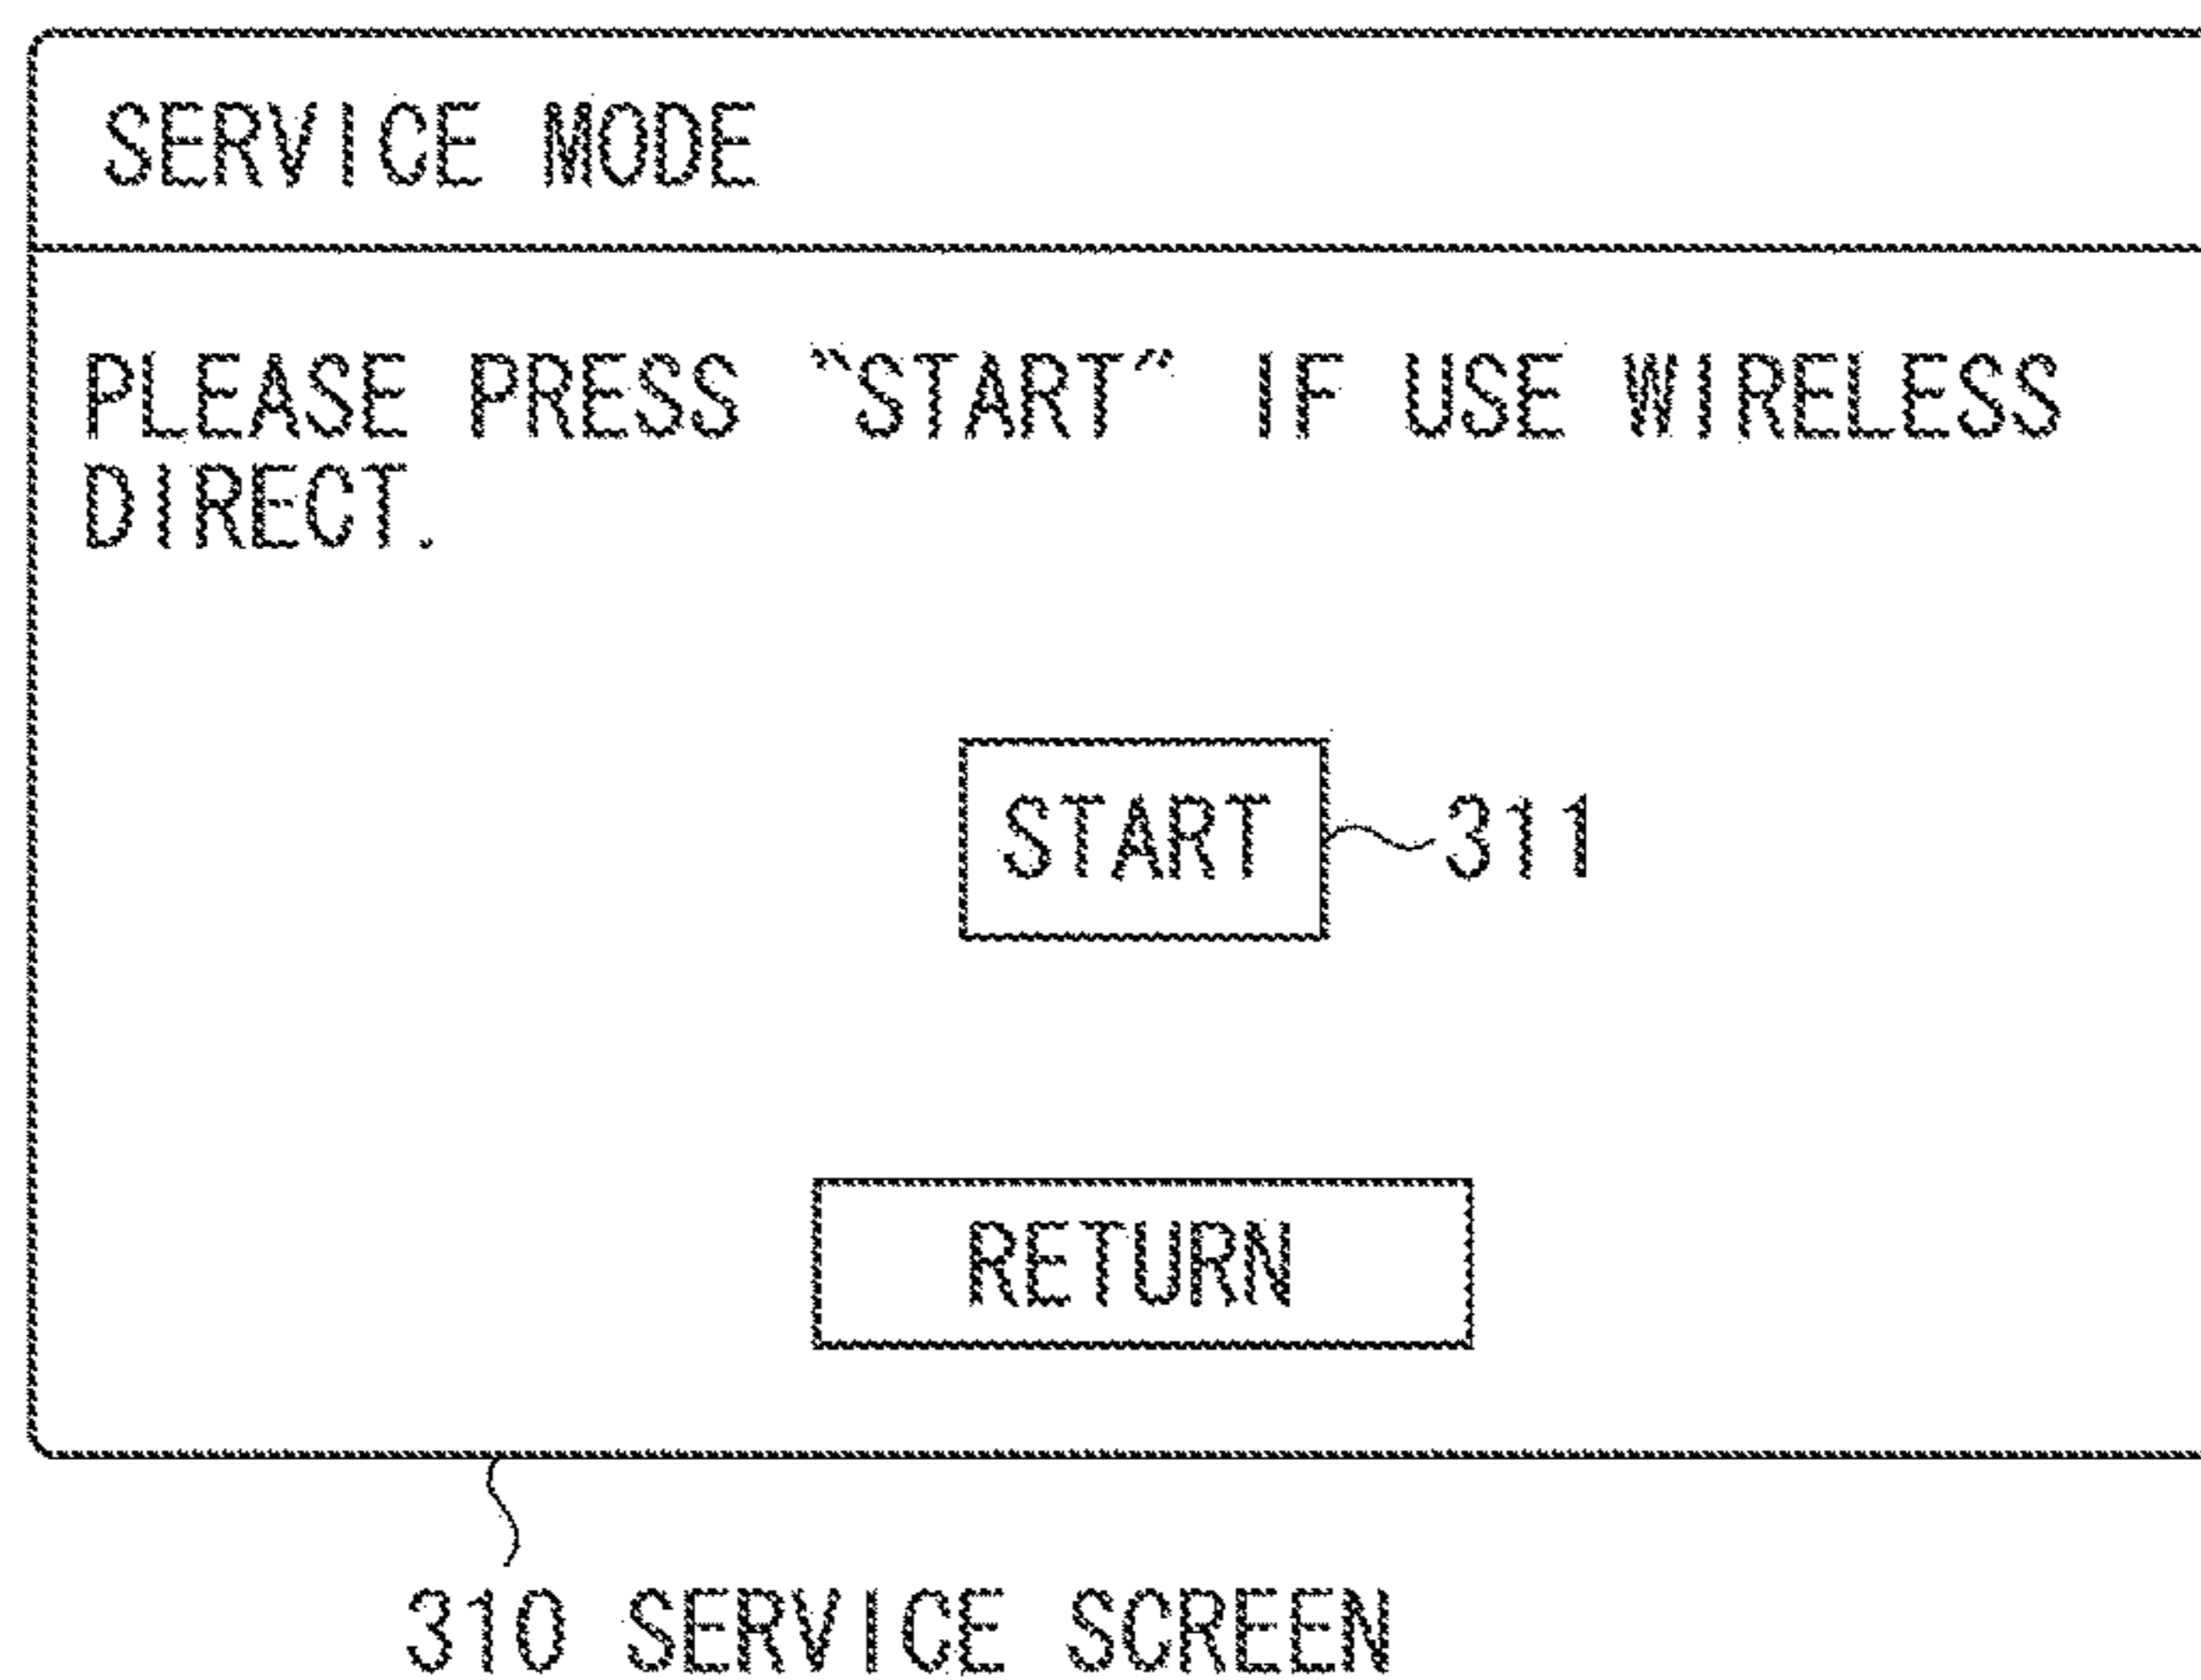 SERVICE MODE
PLEASE PRESS "START" IF USE WIRELESS
DIRECT.
START 311
RETURN
310 SERVICE SCREEN